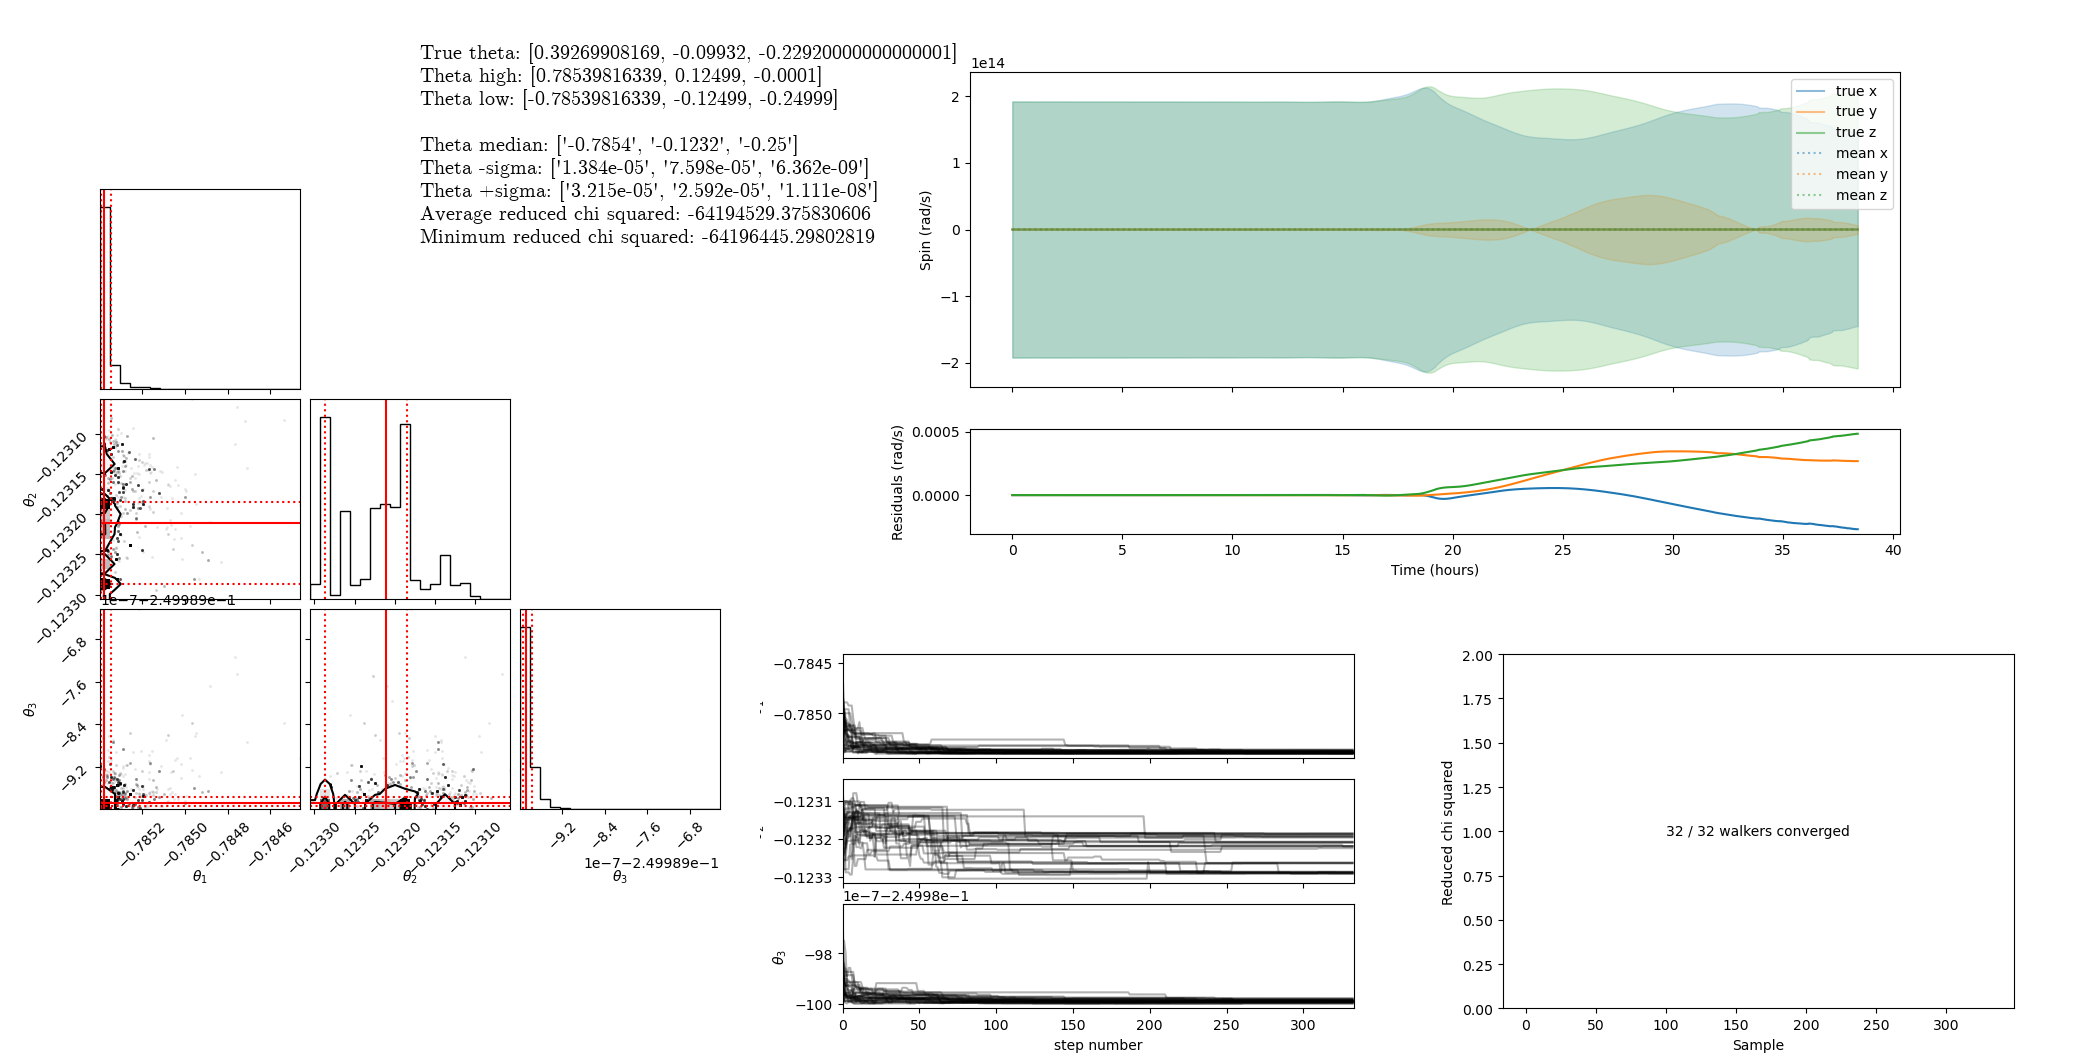 True theta: [0.39269908169, -0.09932, -0.22920000000000001]
Theta high: [0.78539816339, 0.12499, -0.0001]
Theta low: [-0.78539816339, -0.12499, -0.24999]
Theta median: ['-0.7854', '-0.1232', '-0.25']
Theta -sigma: ['1.384e-05', '7.598e-05', '6.362e-09']
Theta +sigma: ['3.215e-05', '2.592e-05', '1.111e-08']
Average reduced chi squared: -64194529.375830606
Minimum reduced chi squared: -64196445.29802819
1e14
2
1
0
−1
−2
Spin (rad/s)
true x
true y
true z
mean x
mean y
mean z
0.0005
0.0000
Residuals (rad/s)
0 5 10 15 20 25 30 35 40
Time (hours)
−0.12310
−0.12315
−0.12320
−0.12325
−0.12330
θ2
1e−7−2.49989e−1
−6.8
−7.6
−8.4
−9.2
θ3
−0.7852 −0.7850 −0.7848 −0.7846
θ1
−0.12330 −0.12325 −0.12320 −0.12315 −0.12310
θ2
−9.2 −8.4 −7.6 −6.8
1e−7−2.49989e−1
θ3
−0.7845
−0.7850
−0.1231
−0.1232
−0.1233
1e−7−2.4998e−1
−98
−100
θ3
0 50 100 150 200 250 300
step number
2.00
1.75
1.50
1.25
1.00
0.75
0.50
0.25
0.00
Reduced chi squared
32 / 32 walkers converged
0 50 100 150 200 250 300
Sample